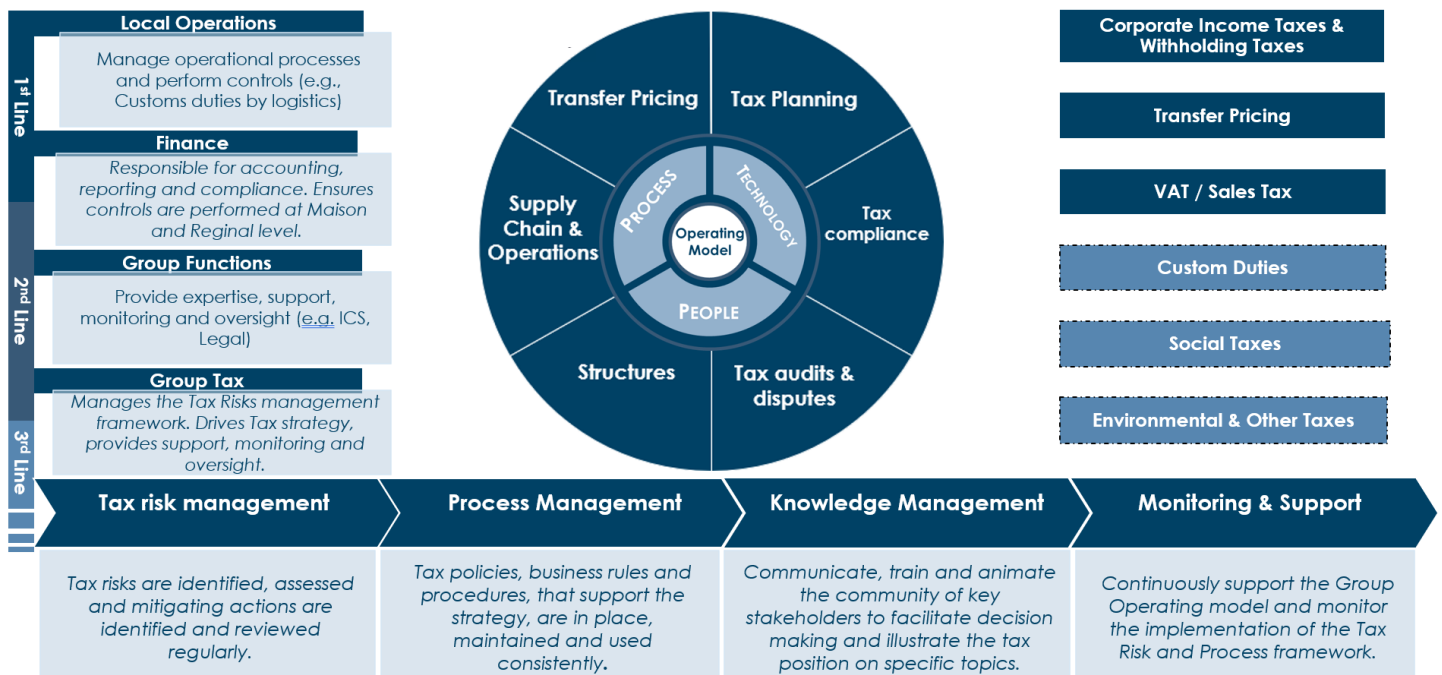 1st Line
2nd Line
3rd Line
Local Operations
Manage operational processes
and perform controls (e.g.,
Customs duties by logistics)
Finance
Responsible for accounting,
reporting and compliance. Ensures
controls are performed at Maison
and Reginal level.
Group Functions
Provide expertise, support,
monitoring and oversight (e.g. ICS,
Legal)
Group Tax
Manages the Tax Risks management
framework. Drives Tax strategy,
provides support, monitoring and
oversight.
Transfer Pricing
Tax Planning
Supply
Chain &
Operations
Tax
compliance
Structures
Tax audits &
disputes
PROCESS
TECHNOLOGY
PEOPLE
Operating
Model
Corporate Income Taxes &
Withholding Taxes
Transfer Pricing
VAT / Sales Tax
Custom Duties
Social Taxes
Environmental & Other Taxes
Tax risk management
Tax risks are identified, assessed
and mitigating actions are
identified and reviewed
regularly.
Process Management
Tax policies, business rules and
procedures, that support the
strategy, are in place,
maintained and used
consistently.
Knowledge Management
Communicate, train and animate
the community of key
stakeholders to facilitate decision
making and illustrate the tax
position on specific topics.
Monitoring & Support
Continuously support the Group
Operating model and monitor
the implementation of the Tax
Risk and Process framework.